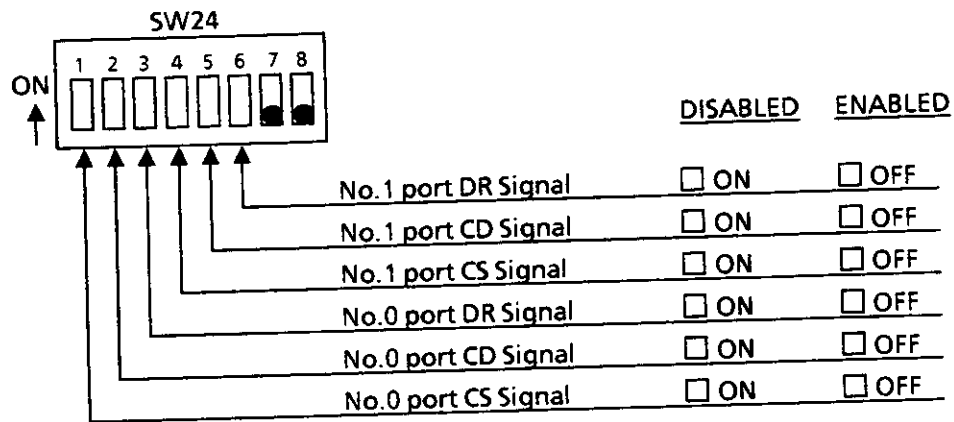 SW24
1 2 3 4 5 6 7 8
ON
DISABLED ENABLED
No.1 port DR Signal ☐ ON ☐ OFF
No.1 port CD Signal ☐ ON ☐ OFF
No.1 port CS Signal ☐ ON ☐ OFF
No.0 port DR Signal ☐ ON ☐ OFF
No.0 port CD Signal ☐ ON ☐ OFF
No.0 port CS Signal ☐ ON ☐ OFF